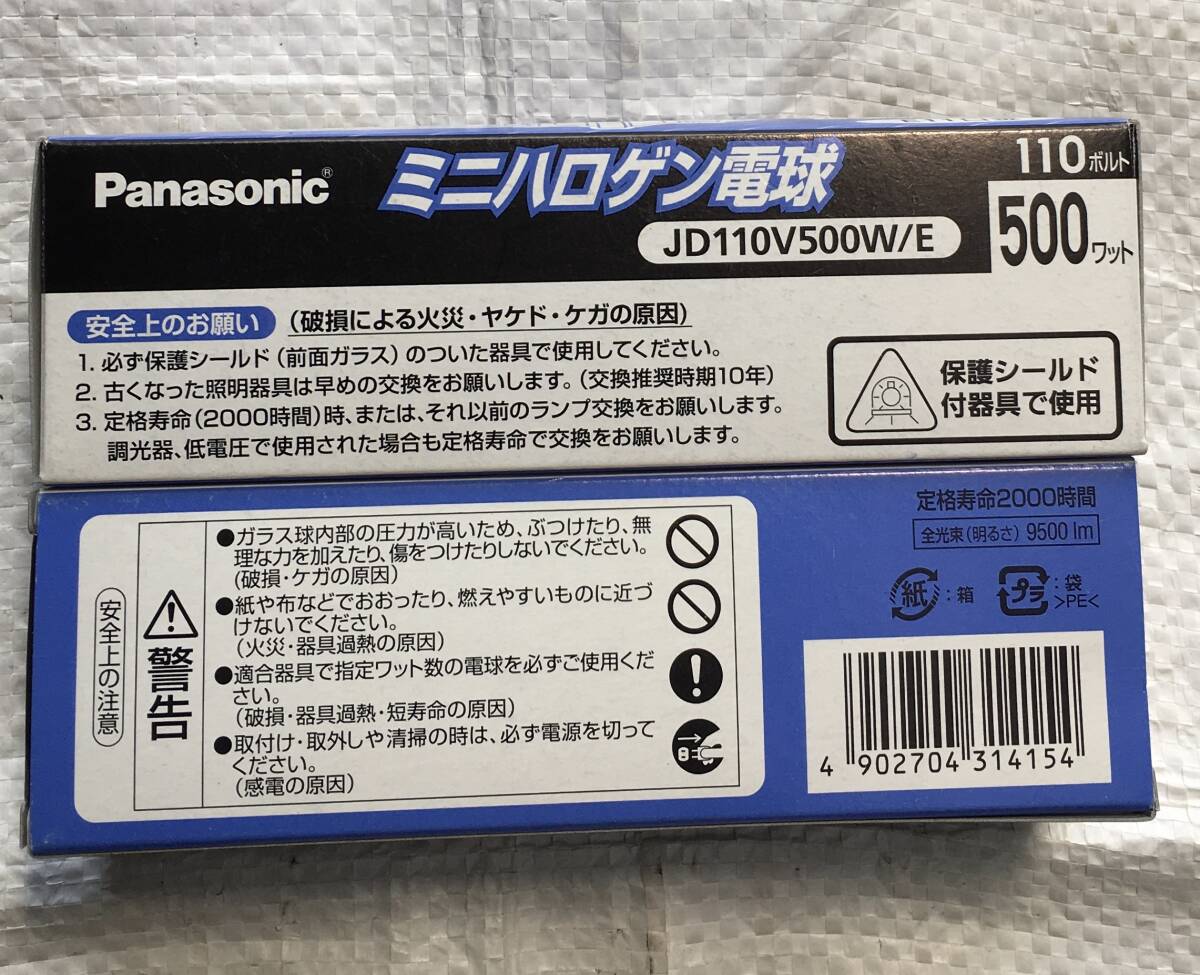 Panasonic®
ミニハロゲン電球
JD110V500W/E
110ボルト
500ワット
安全上のお願い (破損による火災・ヤケド・ケガの原因)
1. 必ず保護シールド(前面ガラス)のついた器具で使用してください。
2. 古くなった照明器具は早めの交換をお願いします。(交換推奨時期10年)
3. 定格寿命(2000時間)時、または、それ以前のランプ交換をお願いします。
調光器、低電圧で使用された場合も定格寿命で交換をお願いします。
保護シールド
付器具で使用
安全上の注意
警告
●ガラス球内部の圧力が高いため、ぶつけたり、無
理な力を加えたり、傷をつけたりしないでください。
(破損・ケガの原因)
●紙や布などでおおったり、燃えやすいものに近づ
けないでください。
(火災・器具過熱の原因)
●適合器具で指定ワット数の電球を必ずご使用くだ
さい。
(破損・器具過熱・短寿命の原因)
●取付け・取外しや清掃の時は、必ず電源を切って
ください。
(感電の原因)
定格寿命2000時間
全光束(明るさ) 9500 lm
紙:箱
プラ:袋
>PE<
4 902704 314154